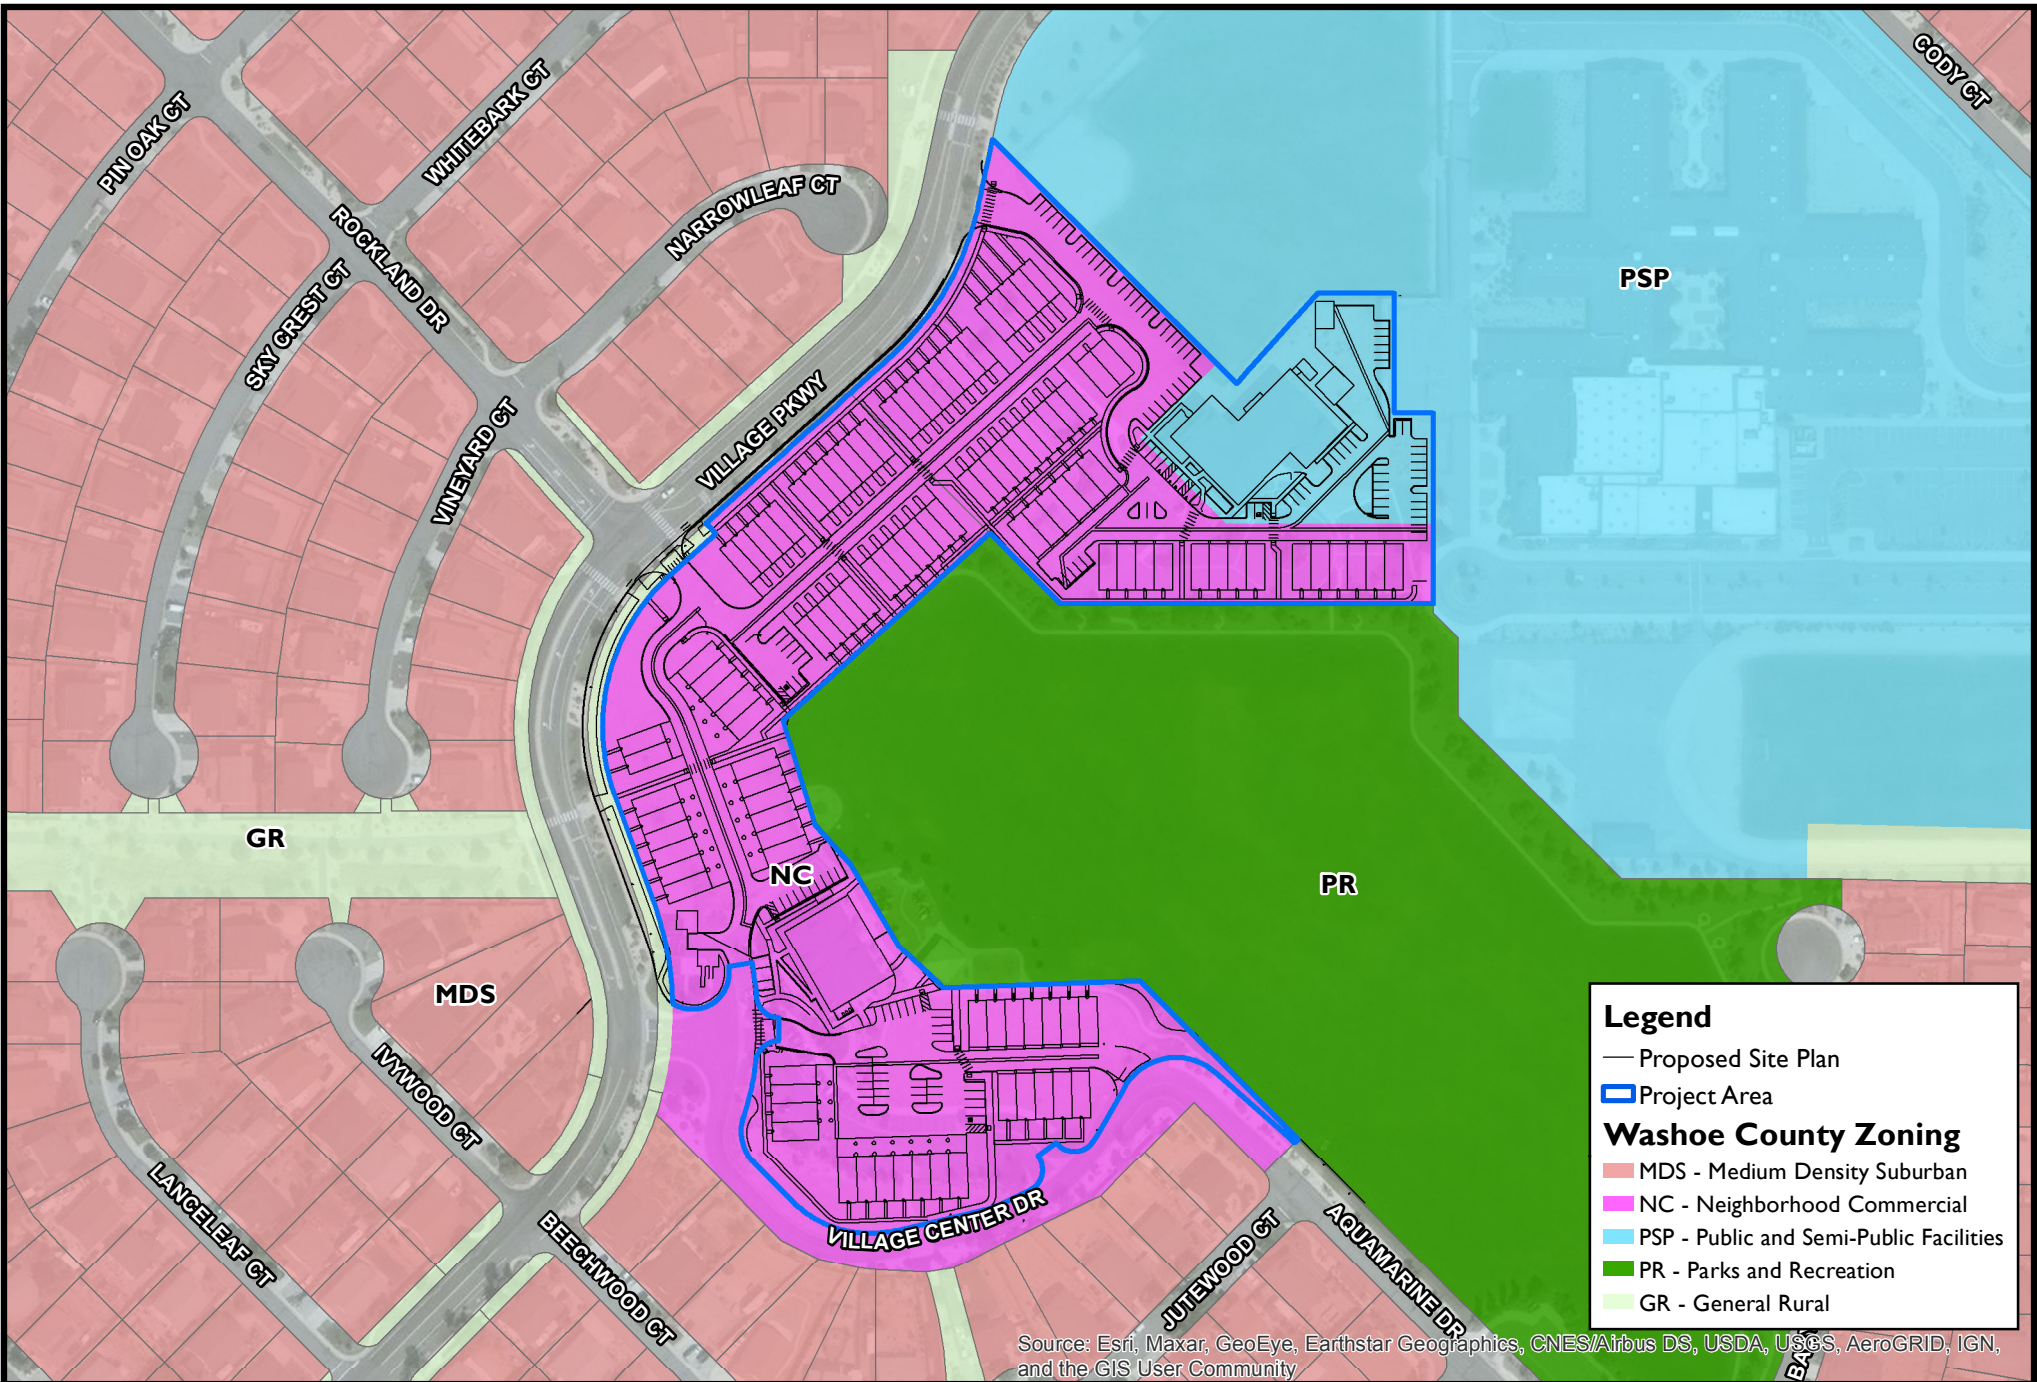 CODY CT
WHITEBARK CT
PIN OAK CT
NARROWLEAF CT
ROCKLAND DR
SKY CREST CT
PSP
VILLAGE PKWY
VINEYARD CT
GR
NC
PR
MDS
IVYWOOD CT
LANCELEAF CT
BEECHWOOD CT
VILLAGE CENTER DR
JUTEWOOD CT
AQUAMARINE DR
Legend
Proposed Site Plan
Project Area
Washoe County Zoning
MDS - Medium Density Suburban
NC - Neighborhood Commercial
PSP - Public and Semi-Public Facilities
PR - Parks and Recreation
GR - General Rural
Source: Esri, Maxar, GeoEye, Earthstar Geographics, CNES/Airbus DS, USDA, USGS, AeroGRID, IGN,
and the GIS User Community